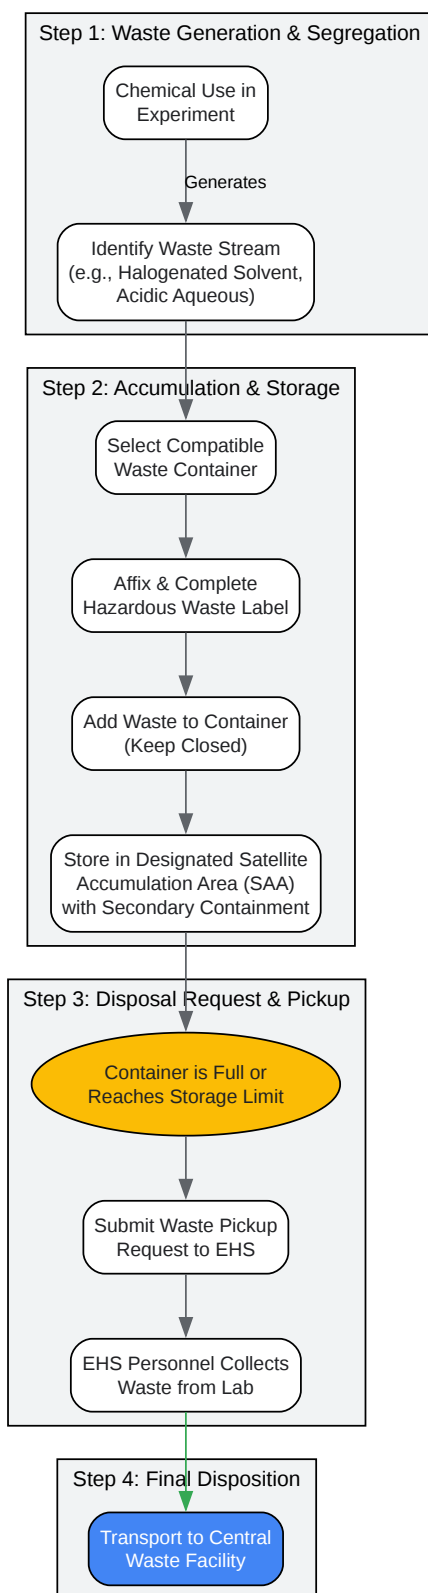 Step 1: Waste Generation & Segregation
Chemical Use in
Experiment
Generates
Identify Waste Stream
(e.g., Halogenated Solvent,
Acidic Aqueous)
Step 2: Accumulation & Storage
Select Compatible
Waste Container
Affix & Complete
Hazardous Waste Label
Add Waste to Container
(Keep Closed)
Store in Designated Satellite
Accumulation Area (SAA)
with Secondary Containment
Step 3: Disposal Request & Pickup
Container is Full or
Reaches Storage Limit
Submit Waste Pickup
Request to EHS
EHS Personnel Collects
Waste from Lab
Step 4: Final Disposition
Transport to Central
Waste Facility